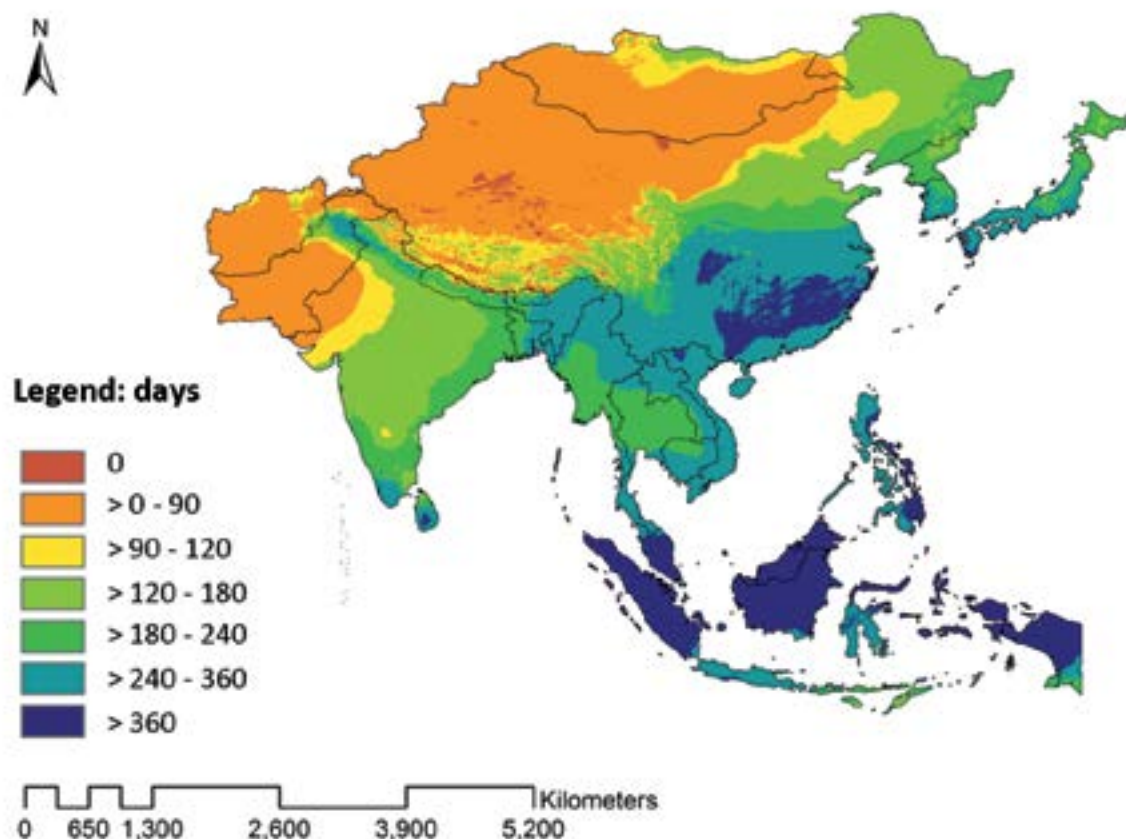 N
Legend: days
0
> 0 - 90
> 90 - 120
> 120 - 180
> 180 - 240
> 240 - 360
> 360
Kilometers
0 650 1,300 2,600 3,900 5,200